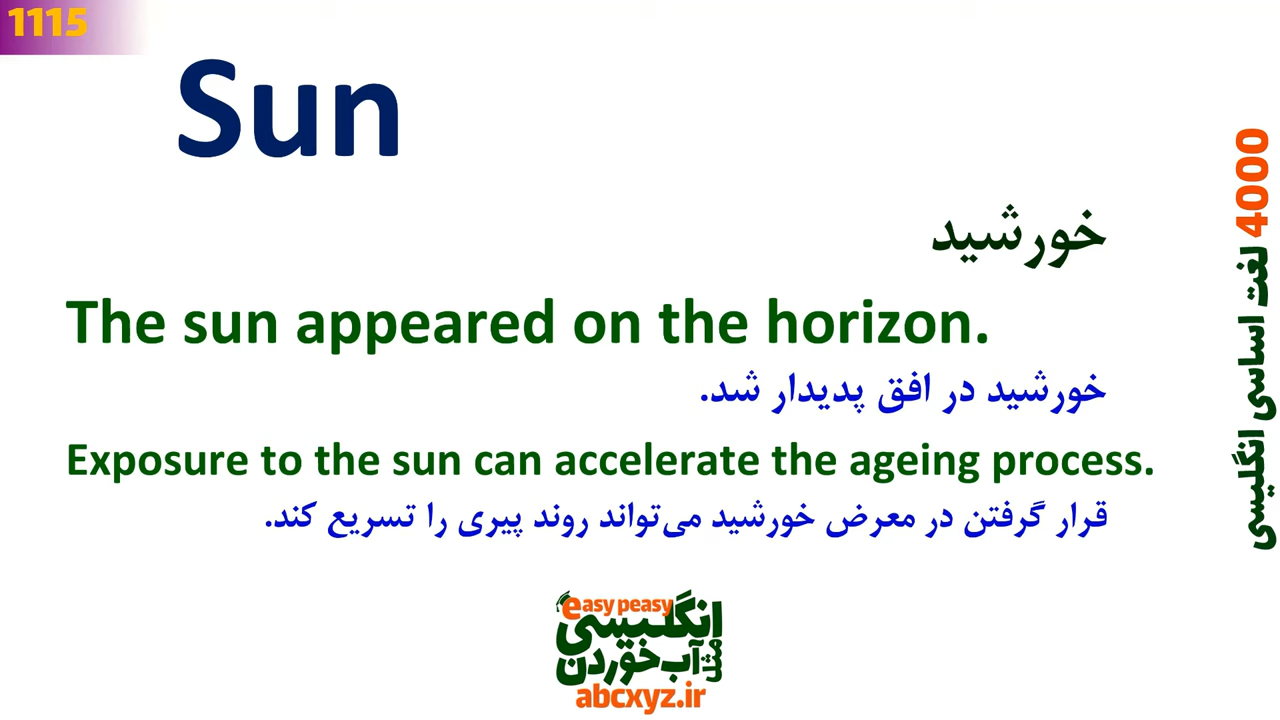 1115
Sun
خورشید
The sun appeared on the horizon.
خورشید در افق پدیدار شد.
Exposure to the sun can accelerate the ageing process.
قرار گرفتن در معرض خورشید می‌تواند روند پیری را تسریع کند.
4000 لغت اساسی انگلیسی
easy peasy
انگلیسی
مثل آب خوردن
abcxyz.ir